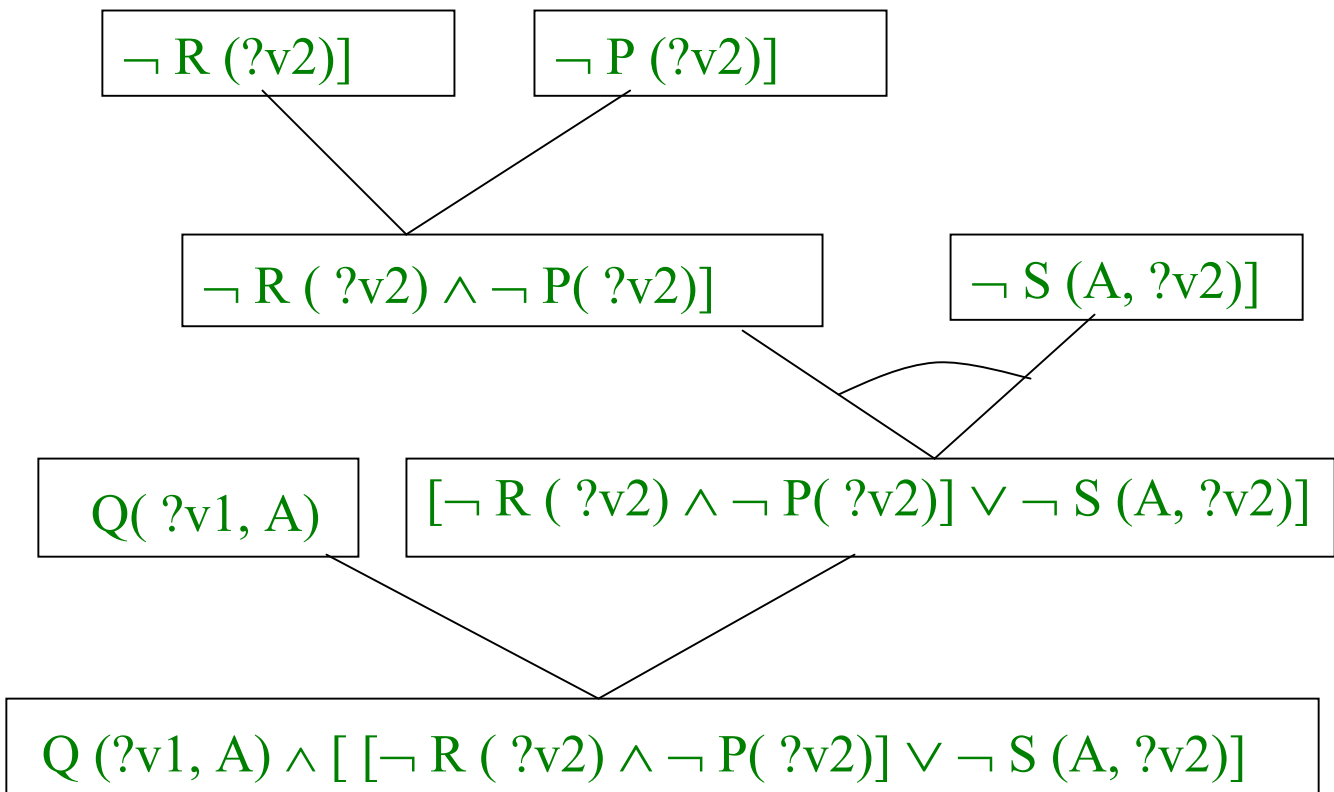 ¬ R (?v2)]
¬ P (?v2)]
¬ R ( ?v2) ∧ ¬ P( ?v2)]
¬ S (A, ?v2)]
Q( ?v1, A)
[¬ R ( ?v2) ∧ ¬ P( ?v2)] ∨ ¬ S (A, ?v2)]
Q (?v1, A) ∧ [ [¬ R ( ?v2) ∧ ¬ P( ?v2)] ∨ ¬ S (A, ?v2)]